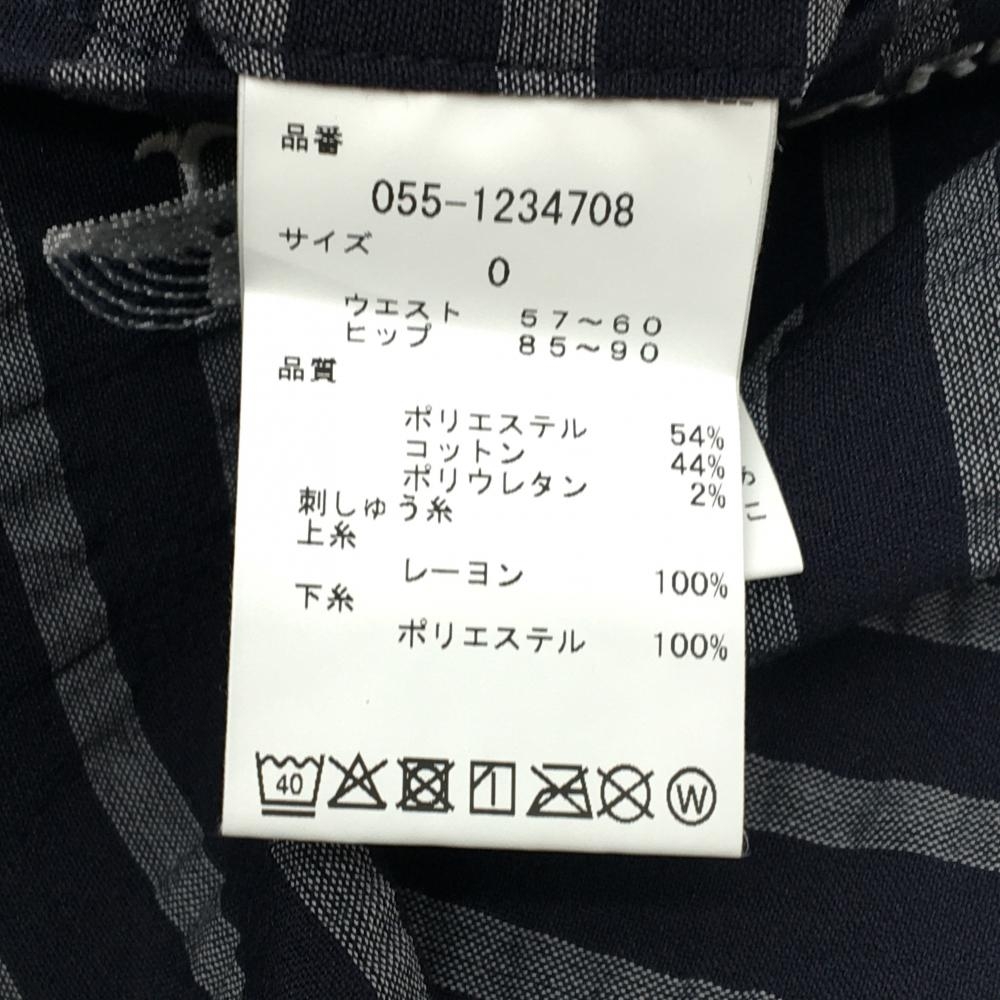 品番
055-1234708
サイズ
0
ウエスト 57～60
ヒップ 85～90
品質
ポリエステル 54%
コットン 44%
ポリウレタン 2%
刺しゅう糸
上糸
レーヨン 100%
下糸
ポリエステル 100%
40
W